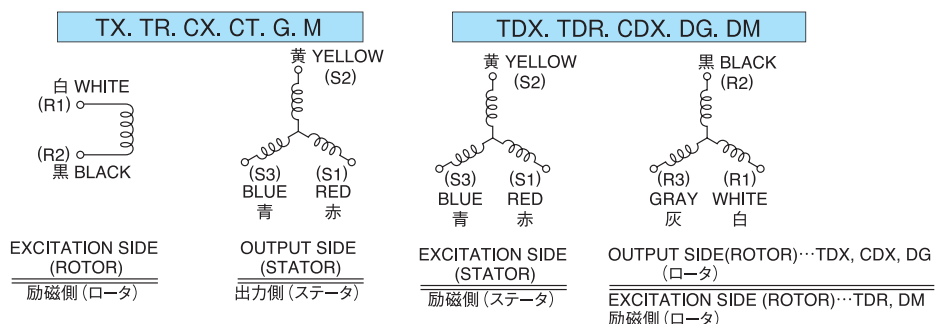 TX. TR. CX. CT. G. M
白 WHITE
(R1)
(R2)
黒 BLACK
EXCITATION SIDE
(ROTOR)
励磁側（ロータ）
黄 YELLOW
(S2)
(S3)
BLUE
青
(S1)
RED
赤
OUTPUT SIDE
(STATOR)
出力側（ステータ）
TDX. TDR. CDX. DG. DM
黄 YELLOW
(S2)
(S3)
BLUE
青
(S1)
RED
赤
EXCITATION SIDE
(STATOR)
励磁側（ステータ）
黒 BLACK
(R2)
(R3)
GRAY
灰
(R1)
WHITE
白
OUTPUT SIDE(ROTOR)…TDX, CDX, DG
（ロータ）
EXCITATION SIDE (ROTOR)…TDR, DM
励磁側（ロータ）